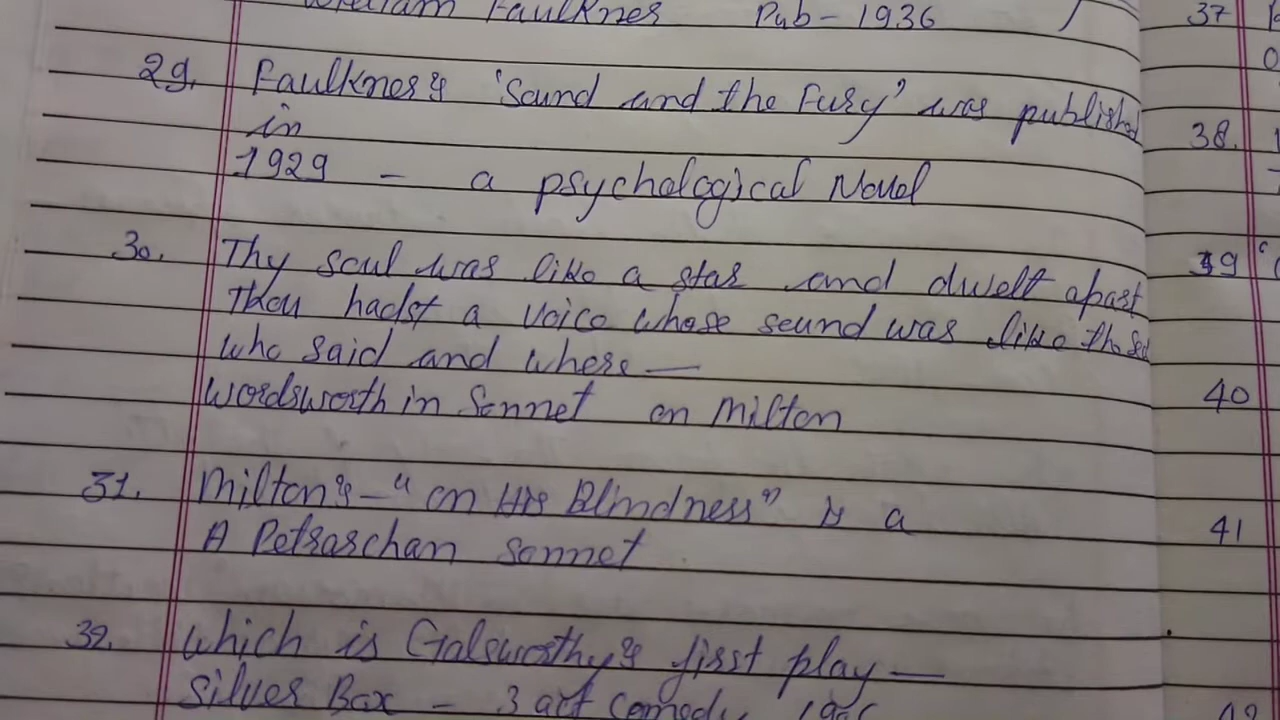 William Faulkner Pub - 1936
29. Faulkner's 'Sound and the Fury' was published
in
1929 - a psychological Novel
30. Thy soul was like a star and dwelt apart
Thou hadst a voice whose sound was like the sea
who said and where —
Wordsworth in Sonnet on Milton
31. Milton's - "on His Blindness" is a
A Petrarchan sonnet
32. which is Galsworthy's first play —
Silver Box - 3 act comedy
37
38.
39
40
41